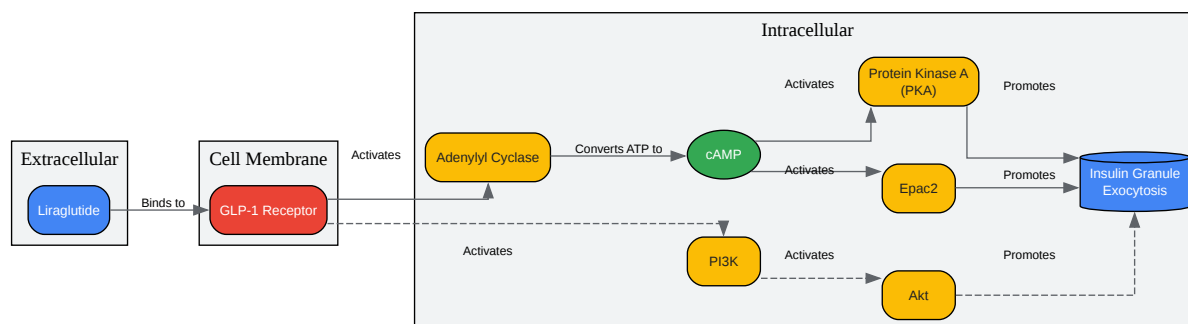 Intracellular
Protein Kinase A
(PKA)
Activates
Promotes
Extracellular
Cell Membrane
Activates
Adenylyl Cyclase
Converts ATP to
cAMP
Activates
Epac2
Promotes
Insulin Granule
Exocytosis
Liraglutide
Binds to
GLP-1 Receptor
Activates
PI3K
Activates
Promotes
Akt